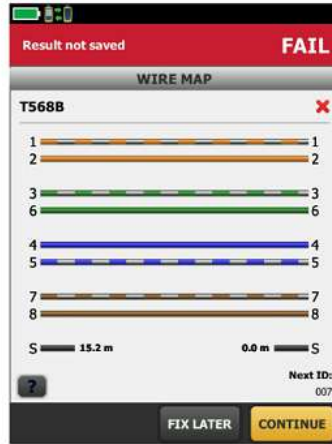 Result not saved FAIL
WIRE MAP
T568B
1 1
2 2
3 3
6 6
4 4
5 5
7 7
8 8
S 15.2 m 0.0 m S
Next ID:
? 007
FIX LATER CONTINUE